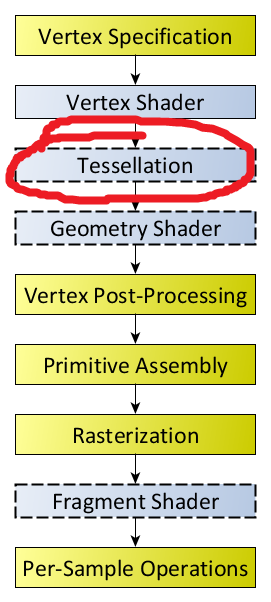 Vertex Specification
Vertex Shader
Tessellation
Geometry Shader
Vertex Post-Processing
Primitive Assembly
Rasterization
Fragment Shader
Per-Sample Operations